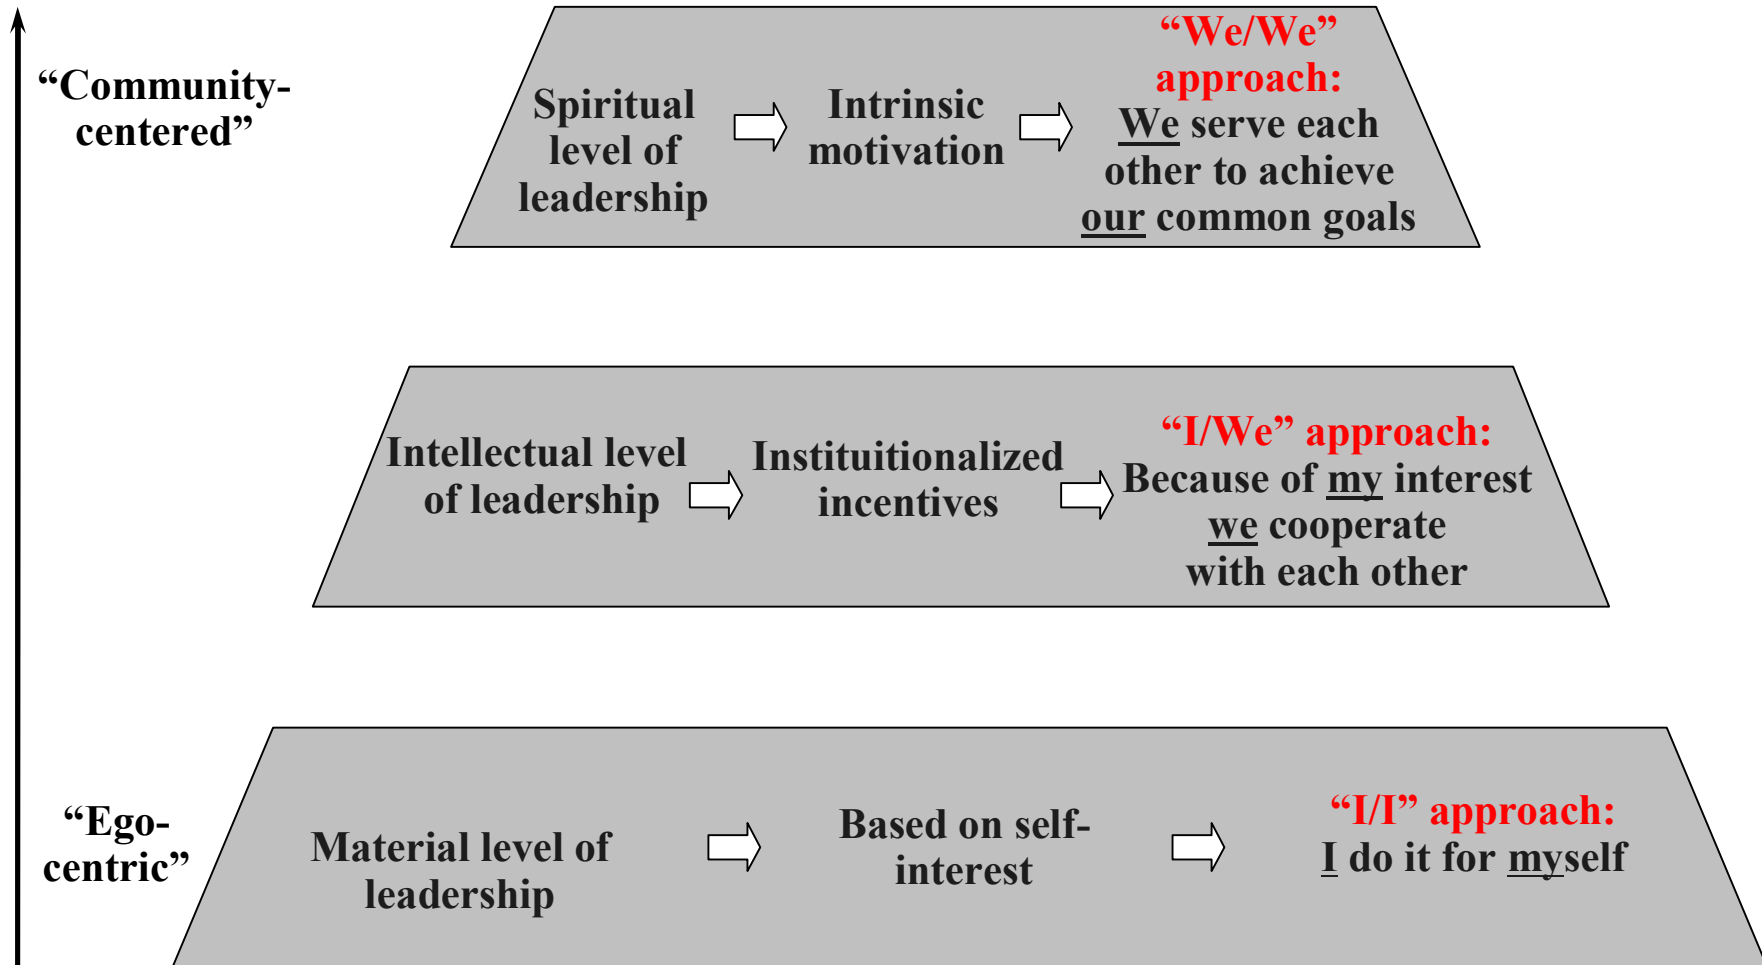 “Community-
centered”
Spiritual
level of
leadership
Intrinsic
motivation
“We/We”
approach:
We serve each
other to achieve
our common goals
Intellectual level
of leadership
Instituitionalized
incentives
“I/We” approach:
Because of my interest
we cooperate
with each other
“Ego-
centric”
Material level of
leadership
Based on self-
interest
“I/I” approach:
I do it for myself